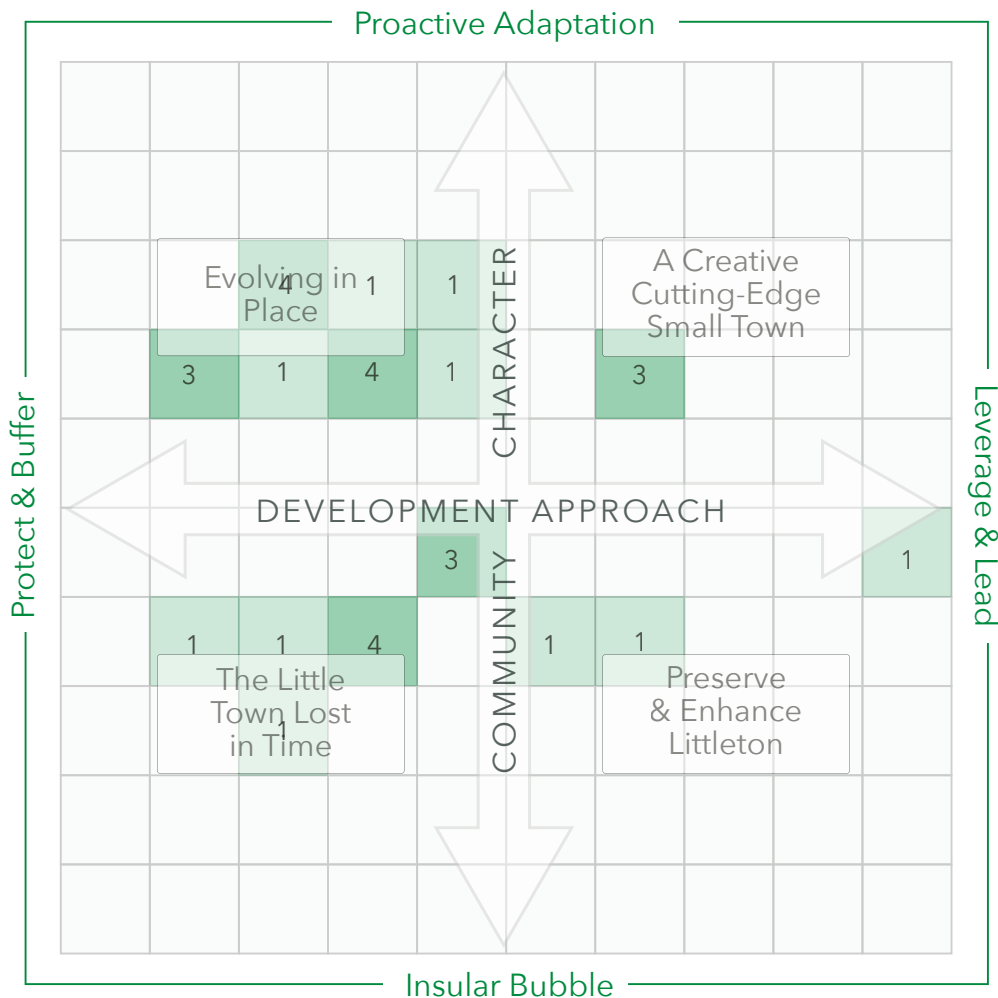 Proactive Adaptation
Evolving in
Place
4
1
1
A Creative
Cutting-Edge
Small Town
CHARACTER
3
1
4
1
3
Protect & Buffer
Leverage & Lead
DEVELOPMENT APPROACH
3
1
COMMUNITY
1
1
4
1
1
The Little
Town Lost
in Time
1
Preserve
& Enhance
Littleton
Insular Bubble